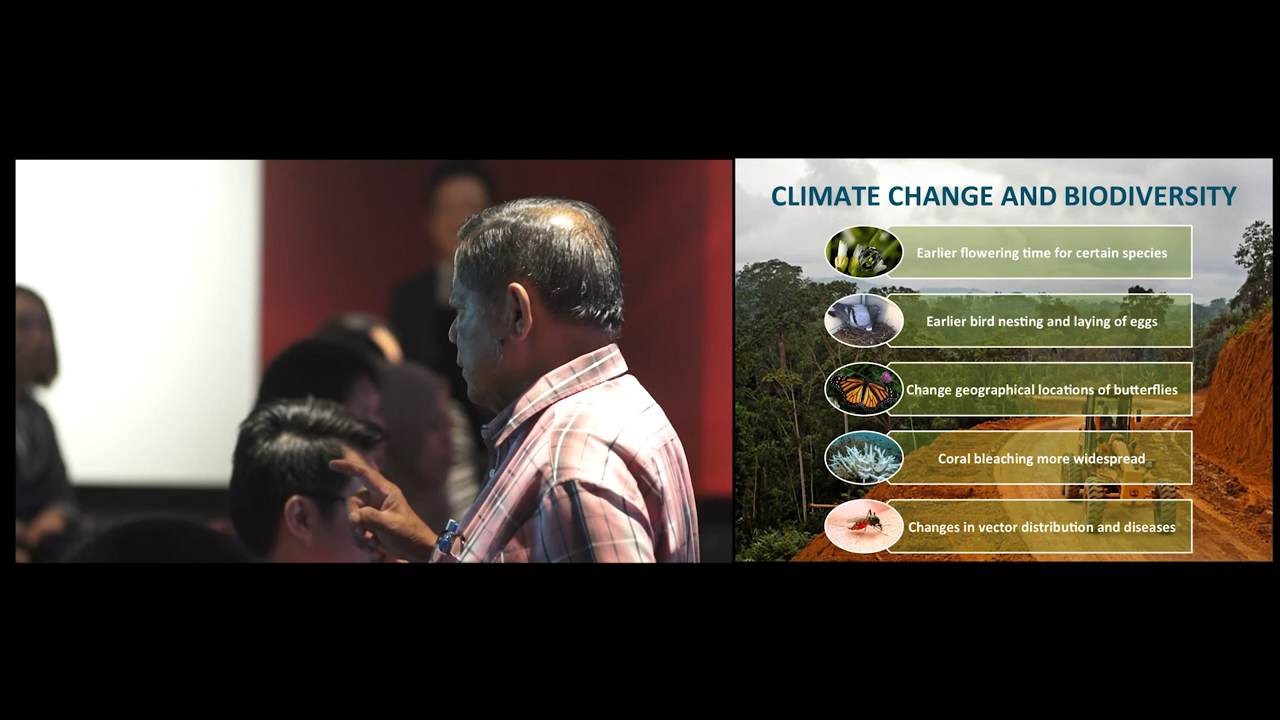 CLIMATE CHANGE AND BIODIVERSITY
Earlier flowering time for certain species
Earlier bird nesting and laying of eggs
Change geographical locations of butterflies
Coral bleaching more widespread
Changes in vector distribution and diseases